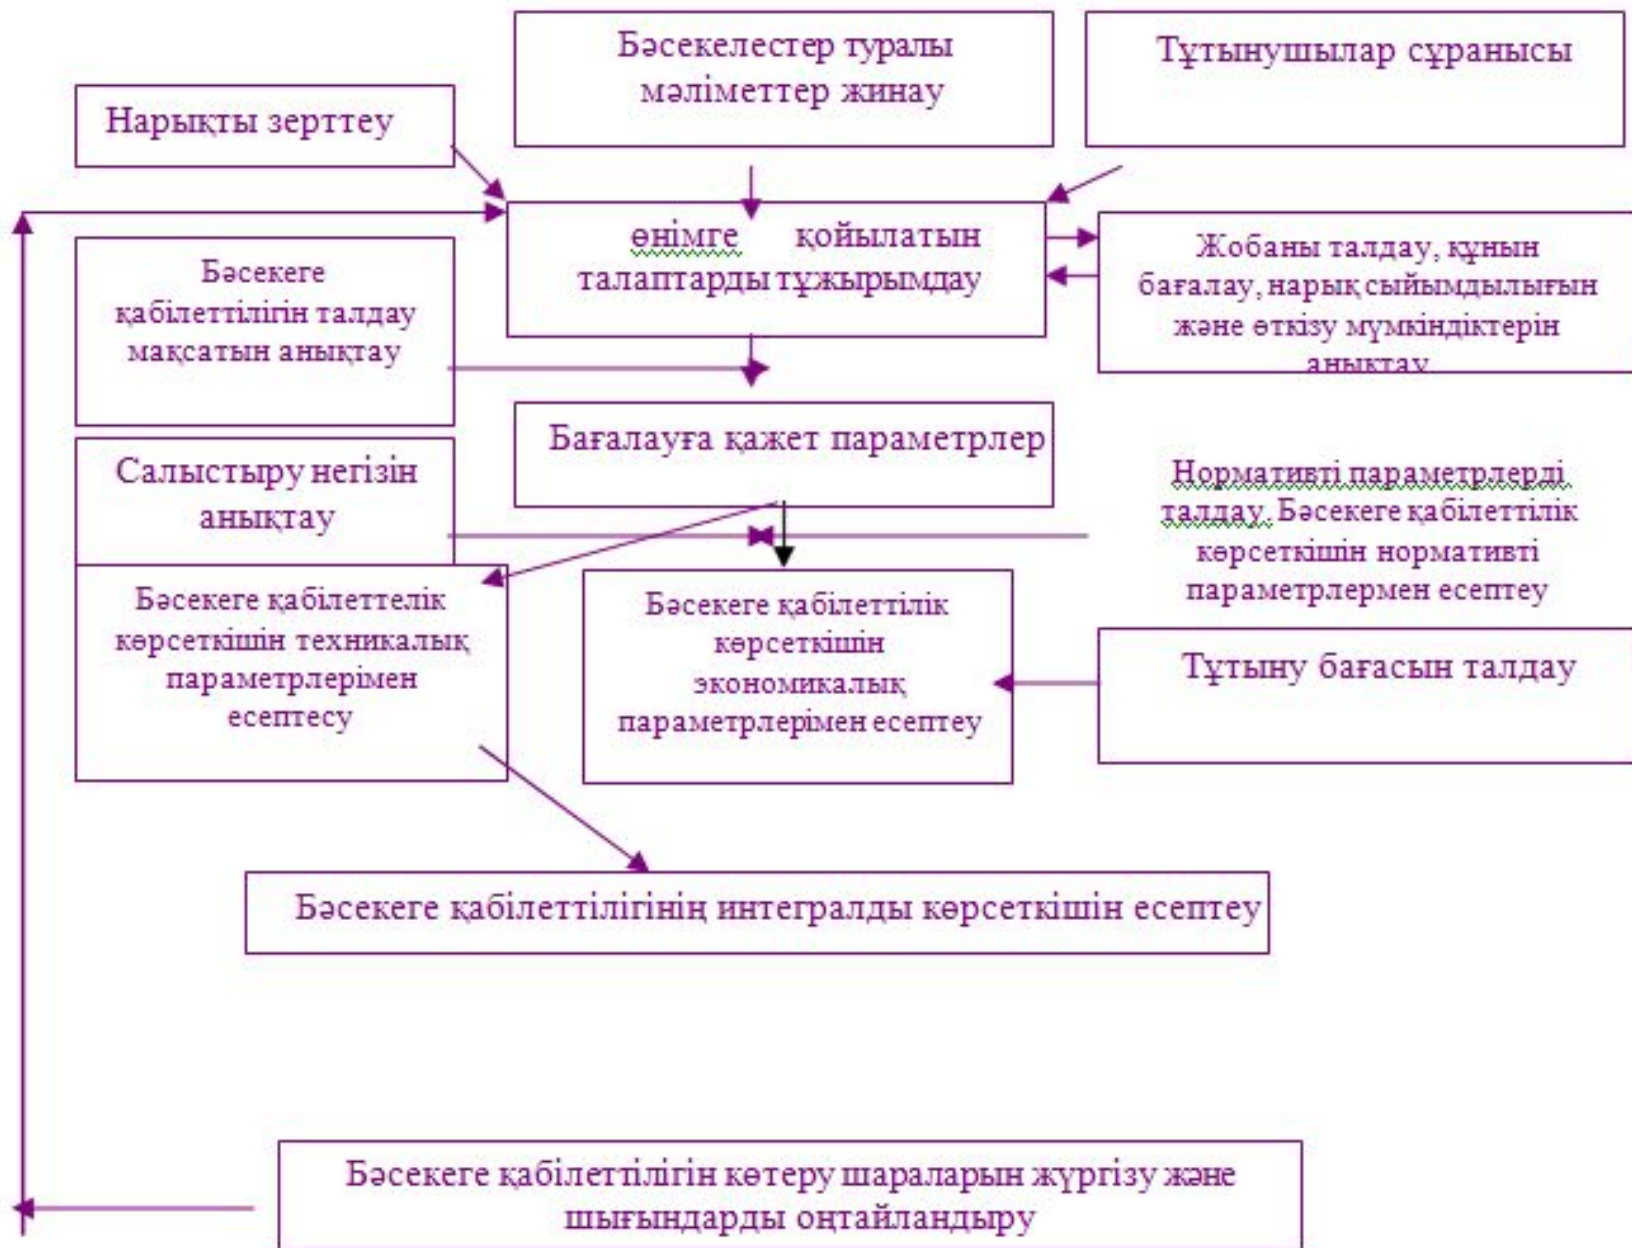 Бәсекелестер туралы
мәліметтер жинау
Тұтынушылар сұранысы
Нарықты зерттеу
өнімге қойылатын
талаптарды тұжырымдау
Жобаны талдау, құнын
бағалау, нарық сыйымдылығын
және өткізу мүмкіндіктерін
анықтау
Бәсекеге
қабілеттілігін талдау
мақсатын анықтау
Бағалауға қажет параметрлер
Салыстыру негізін
анықтау
Нормативті параметрлерді
талдау. Бәсекеге қабілеттілік
көрсеткішін нормативті
параметрлермен есептеу
Бәсекеге қабілеттелік
көрсеткішін техникалық
параметрлерімен
есептесу
Бәсекеге қабілеттілік
көрсеткішін
экономикалық
параметрлерімен есептеу
Тұтыну бағасын талдау
Бәсекеге қабілеттілігінің интегралды көрсеткішін есептеу
Бәсекеге қабілеттілігін көтеру шараларын жүргізу және
шығындарды оңтайландыру